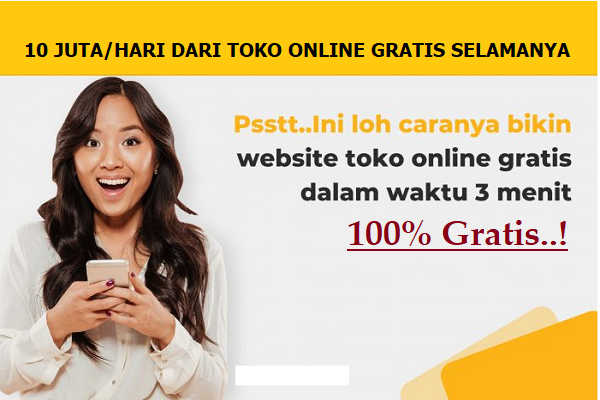 10 JUTA/HARI DARI TOKO ONLINE GRATIS SELAMANYA
Psstt..Ini loh caranya bikin
website toko online gratis
dalam waktu 3 menit
100% Gratis..!